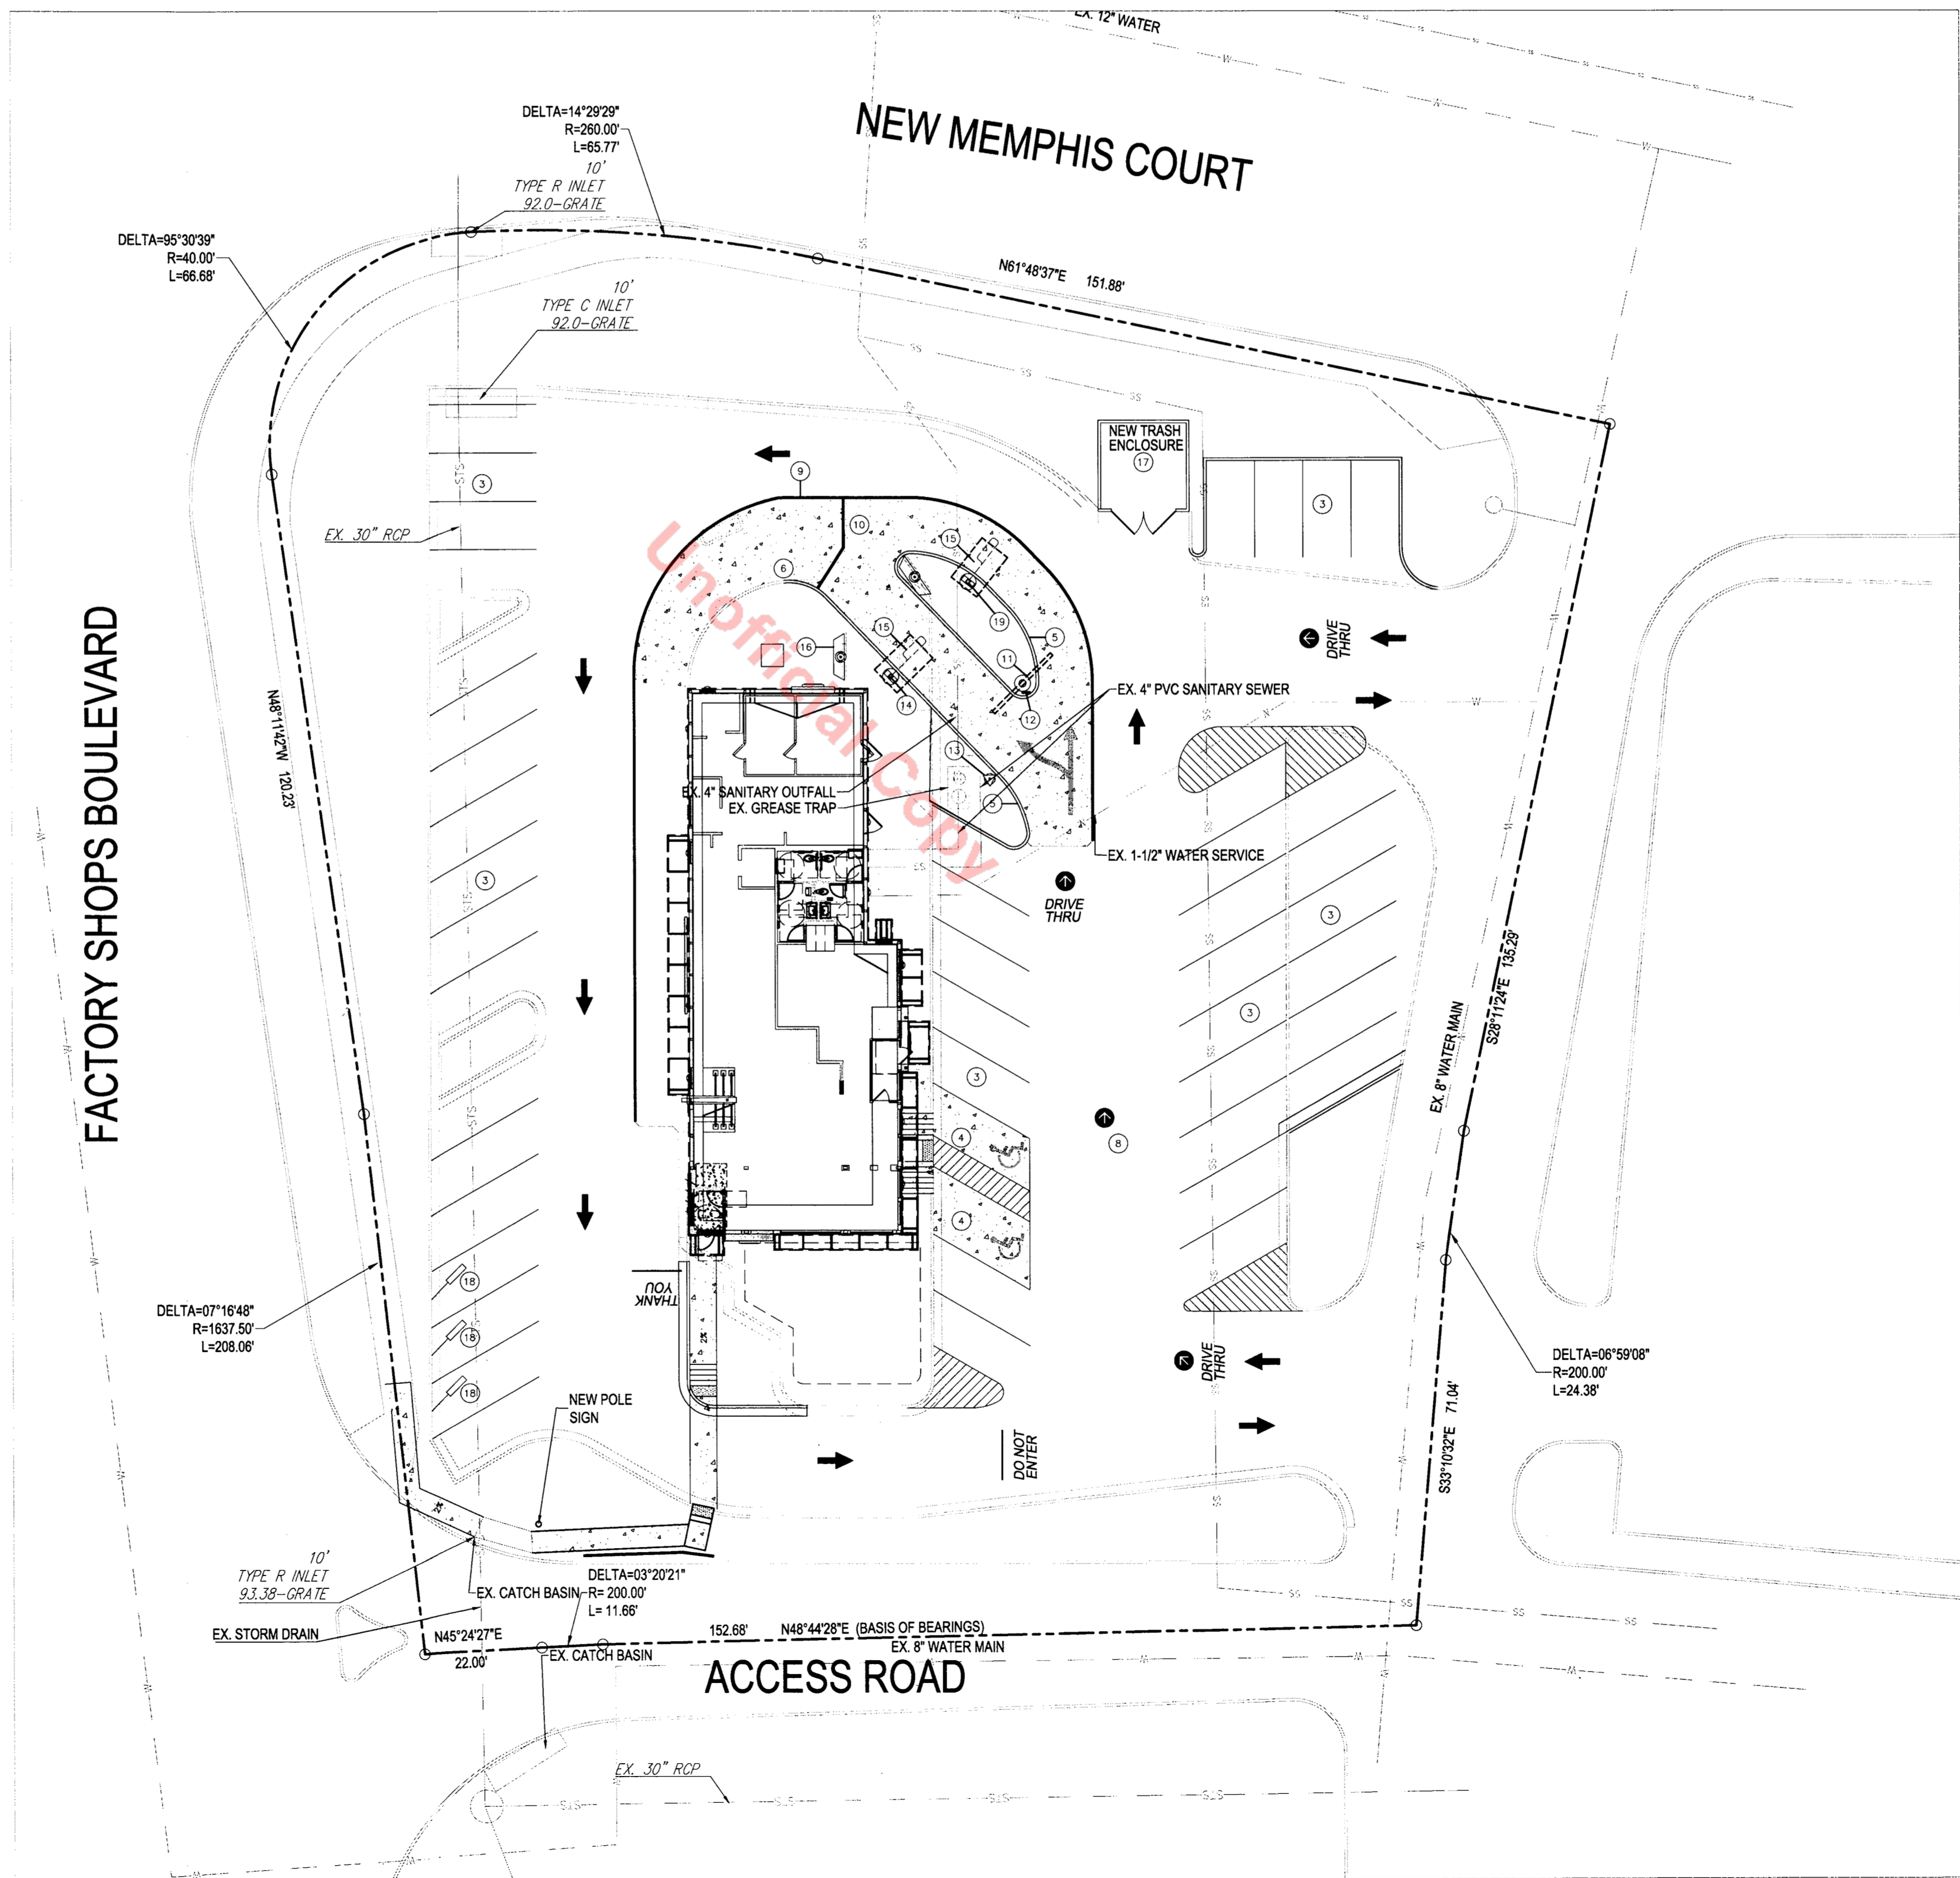 EX. 12" WATER
NEW MEMPHIS COURT
DELTA=14°29'29"
R=260.00'
L=65.77'
10'
TYPE R INLET
92.0-GRATE
DELTA=95°30'39"
R=40.00'
L=66.68'
10'
TYPE C INLET
92.0-GRATE
N61°48'37"E 151.88'
NEW TRASH
ENCLOSURE
17
3
3
9
10
15
EX. 30" RCP
6
19
5
15
11
16
14
12
DRIVE
THRU
EX. 4" PVC SANITARY SEWER
FACTORY SHOPS BOULEVARD
N48°11'42"W 120.23'
13
EX. 4" SANITARY OUTFALL
EX. GREASE TRAP
5
EX. 1-1/2" WATER SERVICE
Unofficial Copy
3
DRIVE
THRU
3
3
S28°11'24"E 135.29'
EX. 8" WATER MAIN
3
4
8
4
18
18
18
THANK
YOU
2%
DELTA=07°16'48"
R=1637.50'
L=208.06'
DRIVE
THRU
DELTA=06°59'08"
R=200.00'
L=24.38'
S33°10'32"E 71.04'
NEW POLE
SIGN
DO NOT
ENTER
2%
10'
TYPE R INLET
93.38-GRATE
EX. CATCH BASIN
DELTA=03°20'21"
R= 200.00'
L= 11.66'
EX. STORM DRAIN
N45°24'27"E
22.00'
152.68' N48°44'28"E (BASIS OF BEARINGS)
EX. CATCH BASIN
EX. 8" WATER MAIN
ACCESS ROAD
EX. 30" RCP